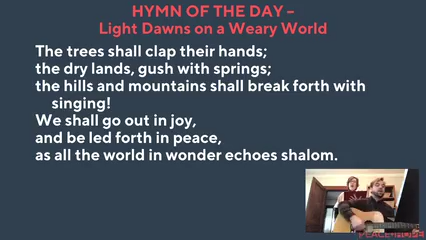 HYMN OF THE DAY –
Light Dawns on a Weary World
The trees shall clap their hands;
the dry lands, gush with springs;
the hills and mountains shall break forth with
singing!
We shall go out in joy,
and be led forth in peace,
as all the world in wonder echoes shalom.